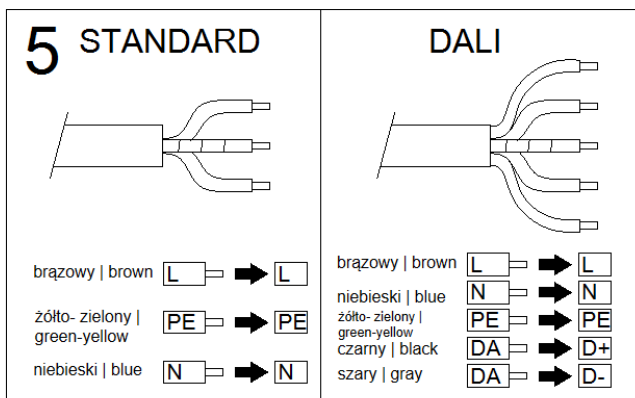 5 STANDARD
brązowy | brown L L
żółto- zielony |
green-yellow PE PE
niebieski | blue N N
DALI
brązowy | brown L L
niebieski | blue N N
żółto- zielony |
green-yellow PE PE
czarny | black DA D+
szary | gray DA D-